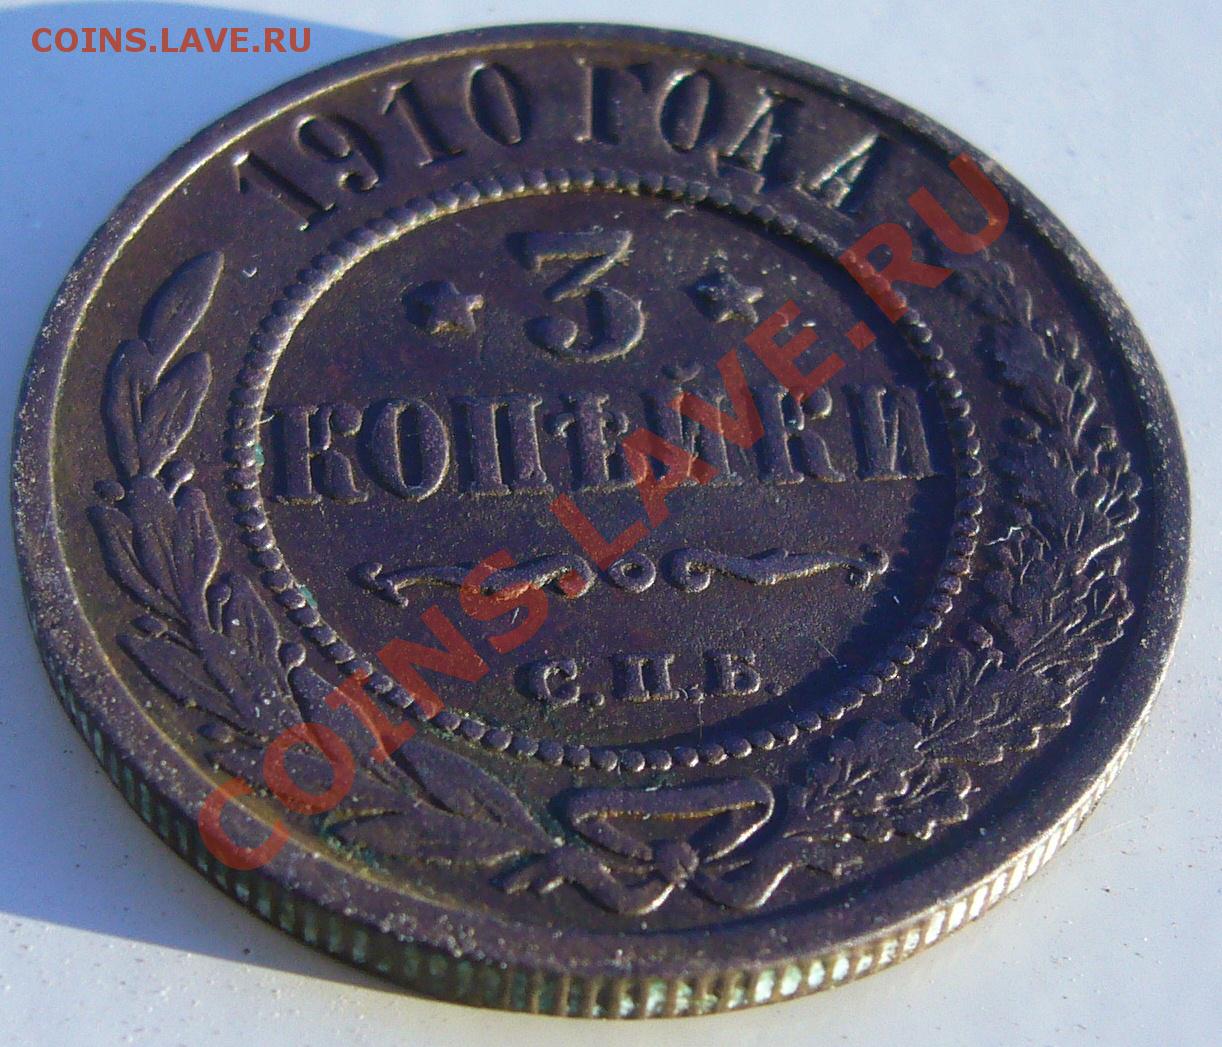 COINS.LAVE.RU
1910 ГОДА
3
КОПѢЙКИ
С.П.Б.
COINS.LAVE.RU